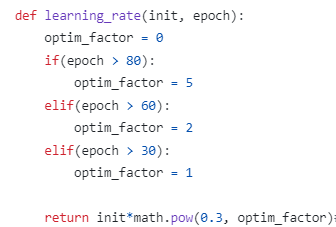 def learning_rate(init, epoch):
    optim_factor = 0
    if(epoch > 80):
        optim_factor = 5
    elif(epoch > 60):
        optim_factor = 2
    elif(epoch > 30):
        optim_factor = 1

    return init*math.pow(0.3, optim_factor)#